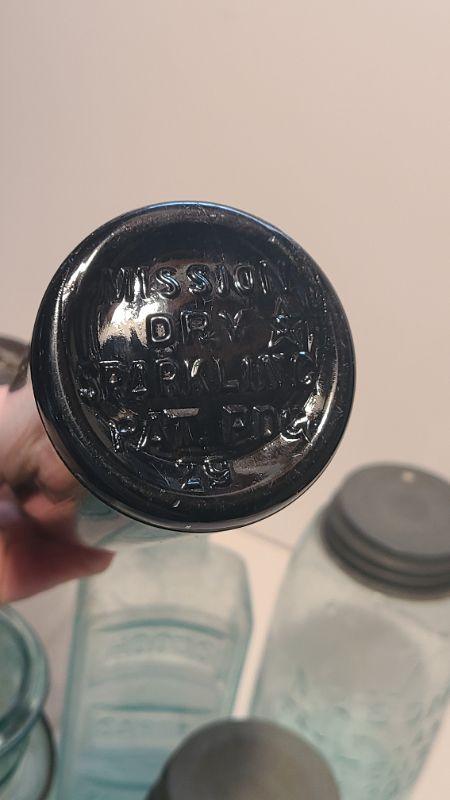 MISSION
DRY
SPARKLING
PAT. PDG
29